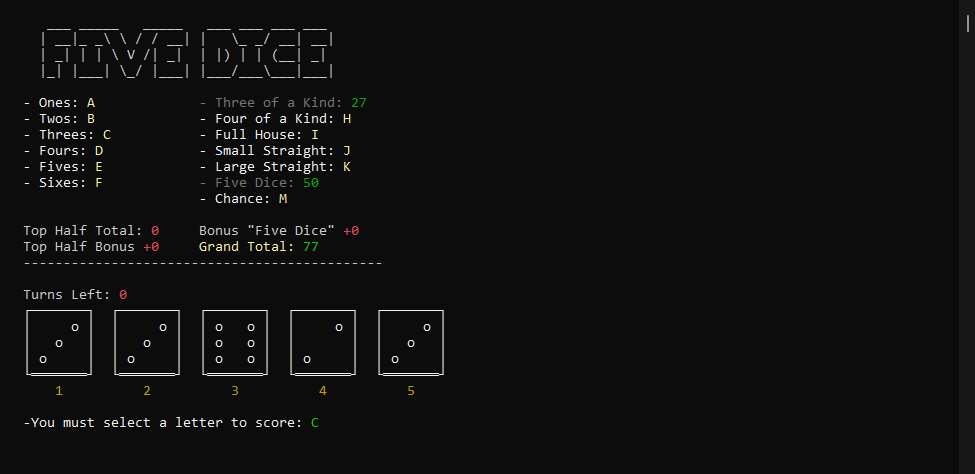 FIVE DICE
- Ones: A - Three of a Kind: 27
- Twos: B - Four of a Kind: H
- Threes: C - Full House: I
- Fours: D - Small Straight: J
- Fives: E - Large Straight: K
- Sixes: F - Five Dice: 50
- Chance: M
Top Half Total: 0 Bonus "Five Dice" +0
Top Half Bonus +0 Grand Total: 77
---------------------------------------------
Turns Left: 0
1 2 3 4 5
-You must select a letter to score: C